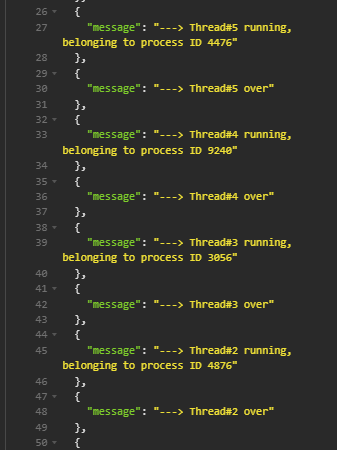 26 {
27 "message": "---> Thread#5 running,
belonging to process ID 4476"
28 },
29 {
30 "message": "---> Thread#5 over"
31 },
32 {
33 "message": "---> Thread#4 running,
belonging to process ID 9240"
34 },
35 {
36 "message": "---> Thread#4 over"
37 },
38 {
39 "message": "---> Thread#3 running,
belonging to process ID 3056"
40 },
41 {
42 "message": "---> Thread#3 over"
43 },
44 {
45 "message": "---> Thread#2 running,
belonging to process ID 4876"
46 },
47 {
48 "message": "---> Thread#2 over"
49 },
50 {